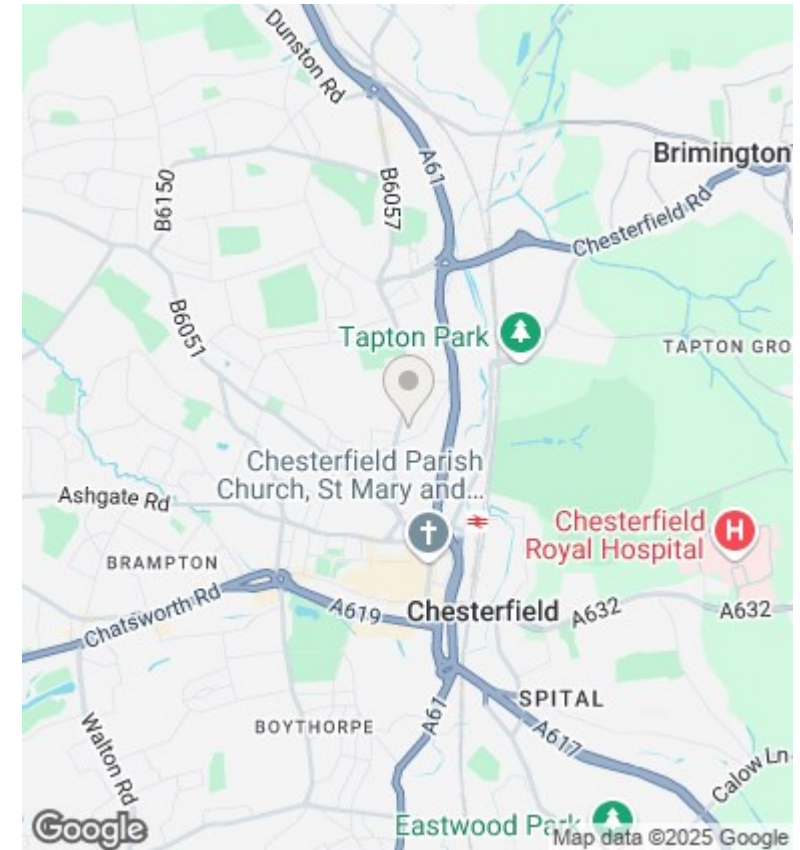 Dunston Rd
Brimington
A61
B6150
B6057
Chesterfield Rd
B6051
Tapton Park
TAPTON GRO
Chesterfield Parish
Church, St Mary and...
Ashgate Rd
Chesterfield
Royal Hospital
H
BRAMPTON
Chatsworth Rd
A619
Chesterfield
A632
A632
SPITAL
A61
A617
BOYTHORPE
Walton Rd
Calow Ln
Eastwood Park
Google
Map data ©2025 Google